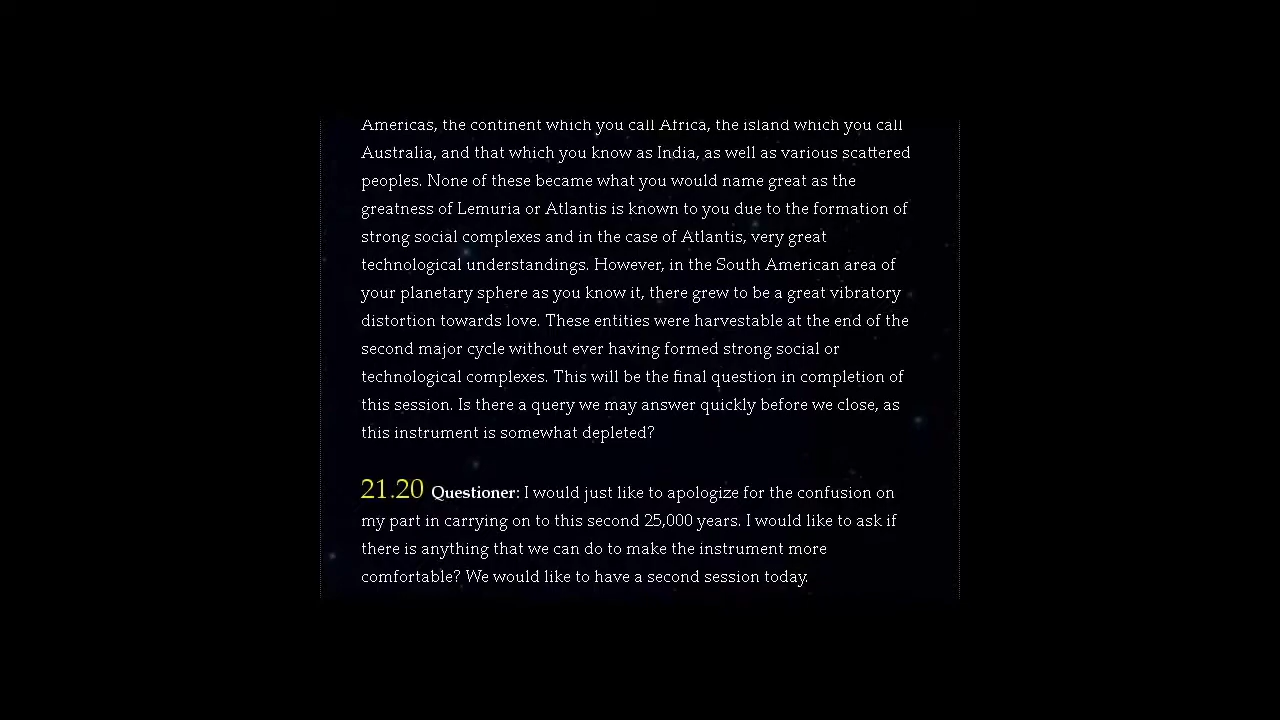 Americas, the continent which you call Africa, the island which you call
Australia, and that which you know as India, as well as various scattered
peoples. None of these became what you would name great as the
greatness of Lemuria or Atlantis is known to you due to the formation of
strong social complexes and in the case of Atlantis, very great
technological understandings. However, in the South American area of
your planetary sphere as you know it, there grew to be a great vibratory
distortion towards love. These entities were harvestable at the end of the
second major cycle without ever having formed strong social or
technological complexes. This will be the final question in completion of
this session. Is there a query we may answer quickly before we close, as
this instrument is somewhat depleted?
21.20 Questioner: I would just like to apologize for the confusion on
my part in carrying on to this second 25,000 years. I would like to ask if
there is anything that we can do to make the instrument more
comfortable? We would like to have a second session today.